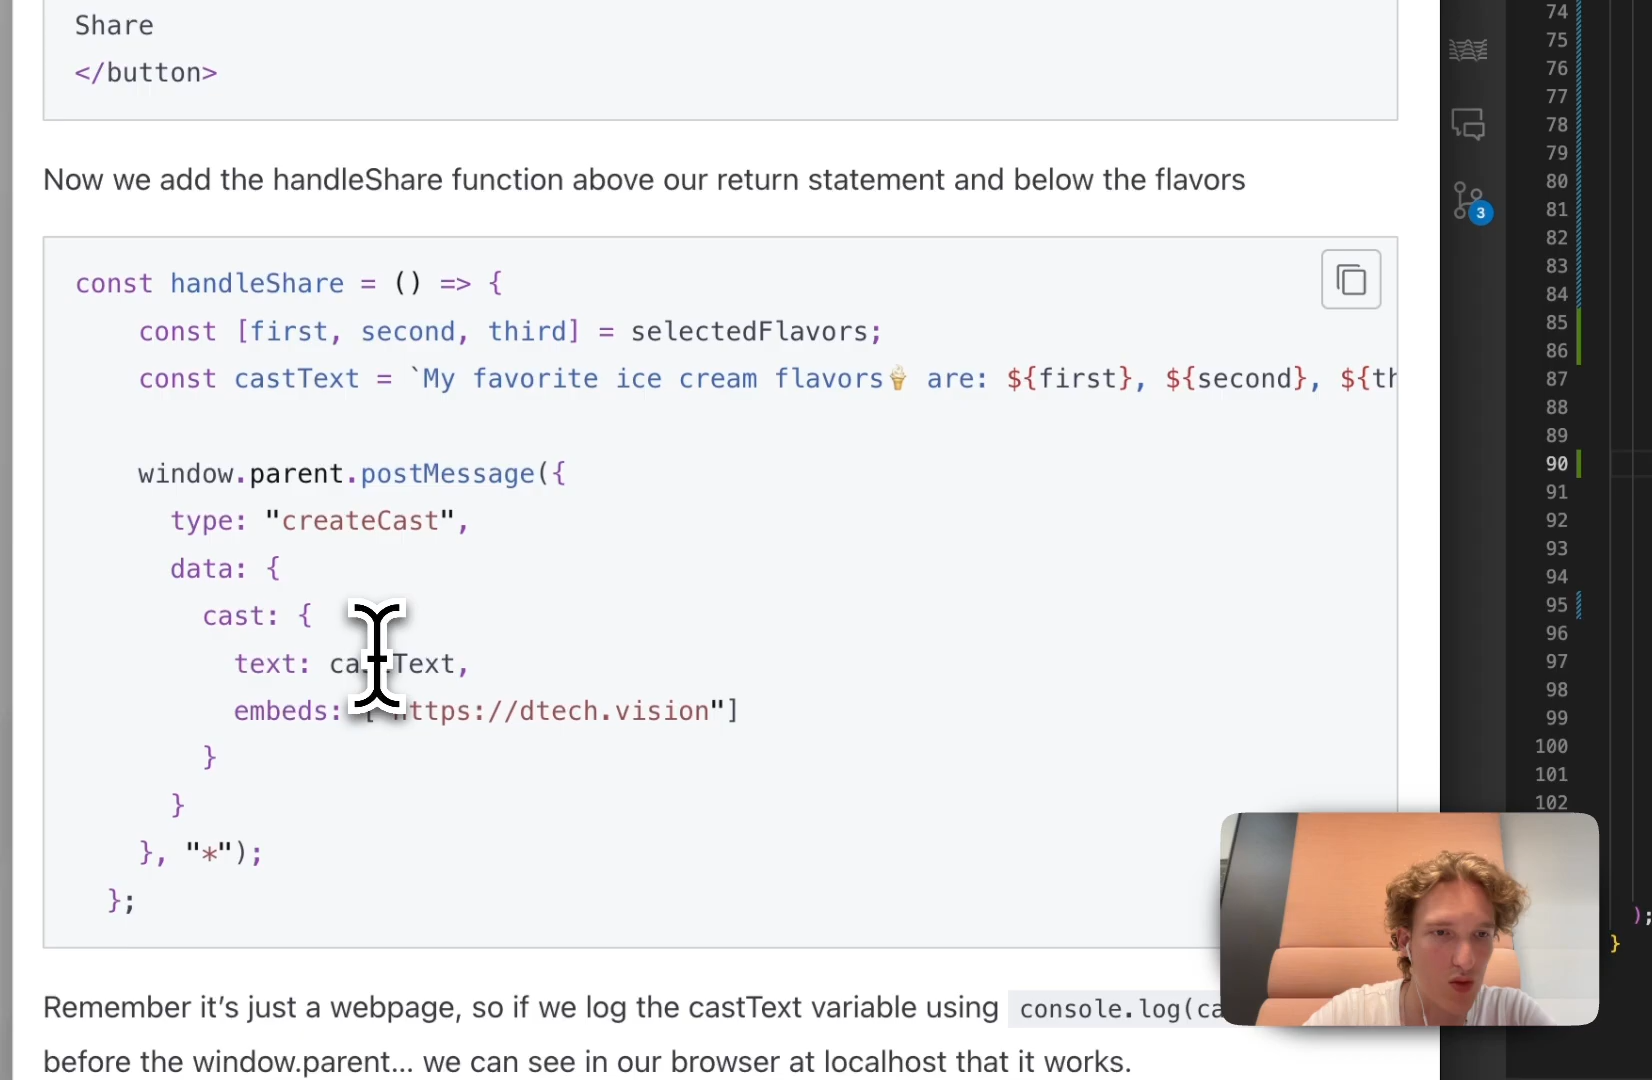 Share
</button>
Now we add the handleShare function above our return statement and below the flavors
const handleShare = () => {
const [first, second, third] = selectedFlavors;
const castText = `My favorite ice cream flavors🍦 are: ${first}, ${second}, ${th
window.parent.postMessage({
type: "createCast",
data: {
cast: {
text: castText,
embeds: ["https://dtech.vision"]
}
}
}, "*");
};
Remember it’s just a webpage, so if we log the castText variable using console.log(ca
before the window.parent... we can see in our browser at localhost that it works.
3
74
75
76
77
78
79
80
81
82
83
84
85
86
87
88
89
90
91
92
93
94
95
96
97
98
99
100
101
102
);
}